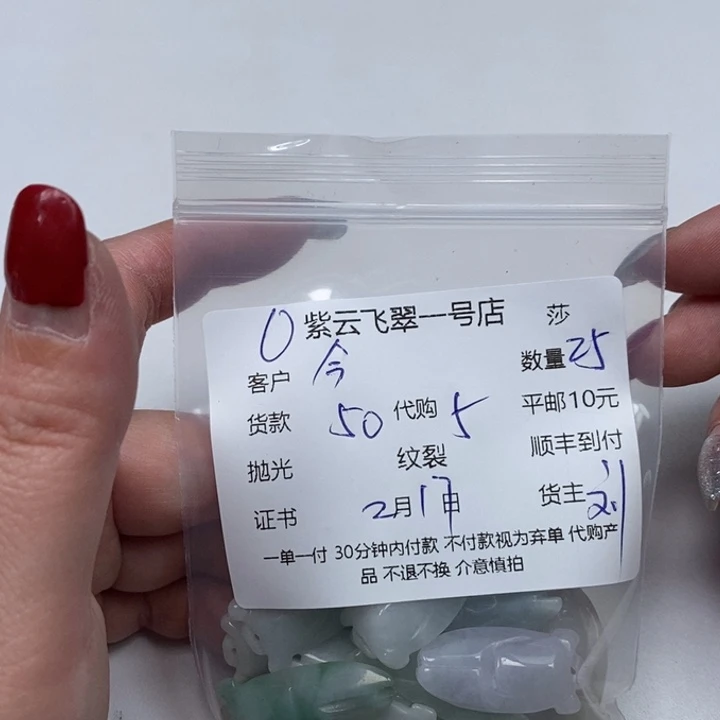 0 紫云飞翠一号店 莎
客户 今 数量 25
货款 50 代购 5 平邮10元
抛光 纹裂 顺丰到付
证书 2月17日 货主 刘
一单一付 30分钟内付款 不付款视为弃单 代购产
品 不退不换 介意慎拍